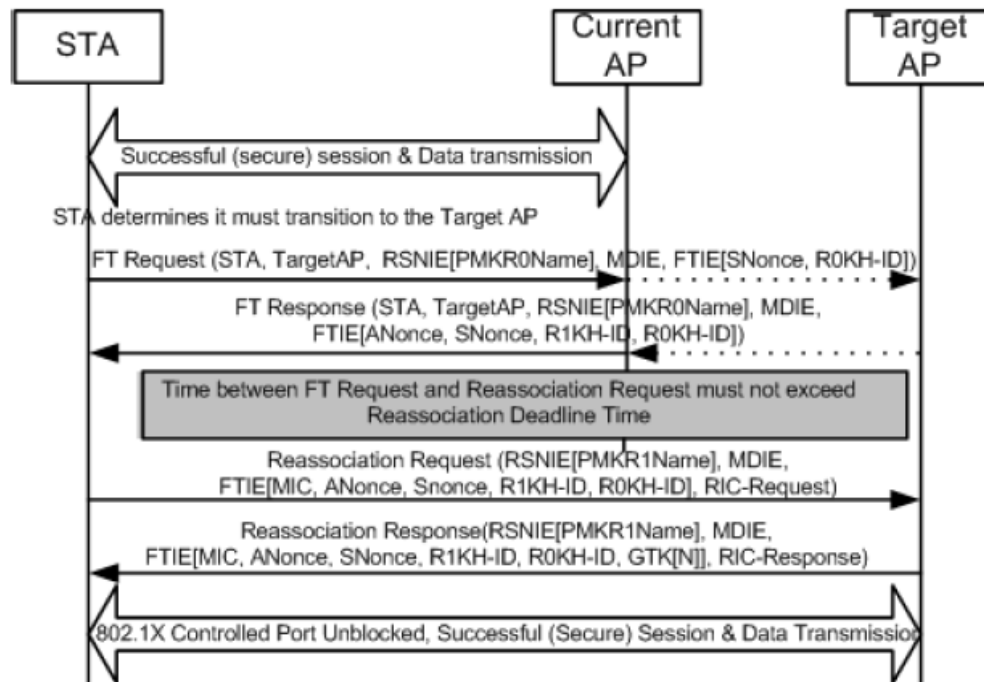 STA
Current
AP
Target
AP
Successful (secure) session & Data transmission
STA determines it must transition to the Target AP
FT Request (STA, TargetAP, RSNIE[PMKR0Name], MDIE, FTIE[SNonce, R0KH-ID])
FT Response (STA, TargetAP, RSNIE[PMKR0Name], MDIE,
FTIE[ANonce, SNonce, R1KH-ID, R0KH-ID])
Time between FT Request and Reassociation Request must not exceed
Reassociation Deadline Time
Reassociation Request (RSNIE[PMKR1Name], MDIE,
FTIE[MIC, ANonce, Snonce, R1KH-ID, R0KH-ID], RIC-Request)
Reassociation Response(RSNIE[PMKR1Name], MDIE,
FTIE[MIC, ANonce, SNonce, R1KH-ID, R0KH-ID, GTK[N]], RIC-Response)
802.1X Controlled Port Unblocked, Successful (Secure) Session & Data Transmission